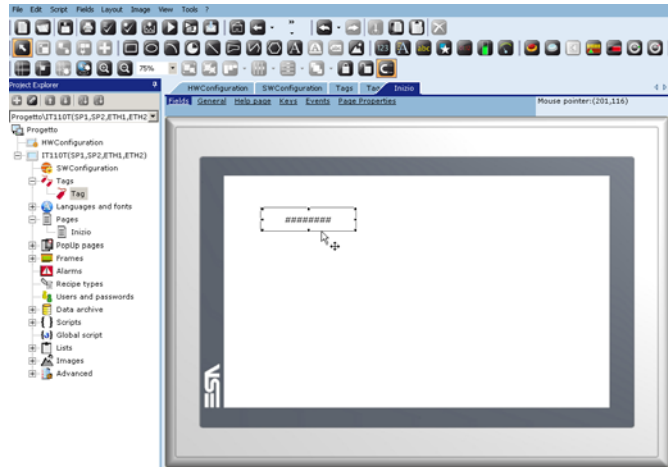 File Edit Script Fields Layout Image View Tools ?
75%
Project Explorer
HWConfiguration SWConfiguration Tags Tag Inizio
Fields General Help page Keys Events Page Properties
Mouse pointer:(201,116)
Progetto\IT110T(SP1,SP2,ETH1,ETH2
Progetto
HWConfiguration
IT110T(SP1,SP2,ETH1,ETH2)
SWConfiguration
Tags
Tag
Languages and fonts
Pages
Inizio
PopUp pages
Frames
Alarms
Recipe types
Users and passwords
Data archive
Scripts
Global script
Lists
Images
Advanced
########
ESA